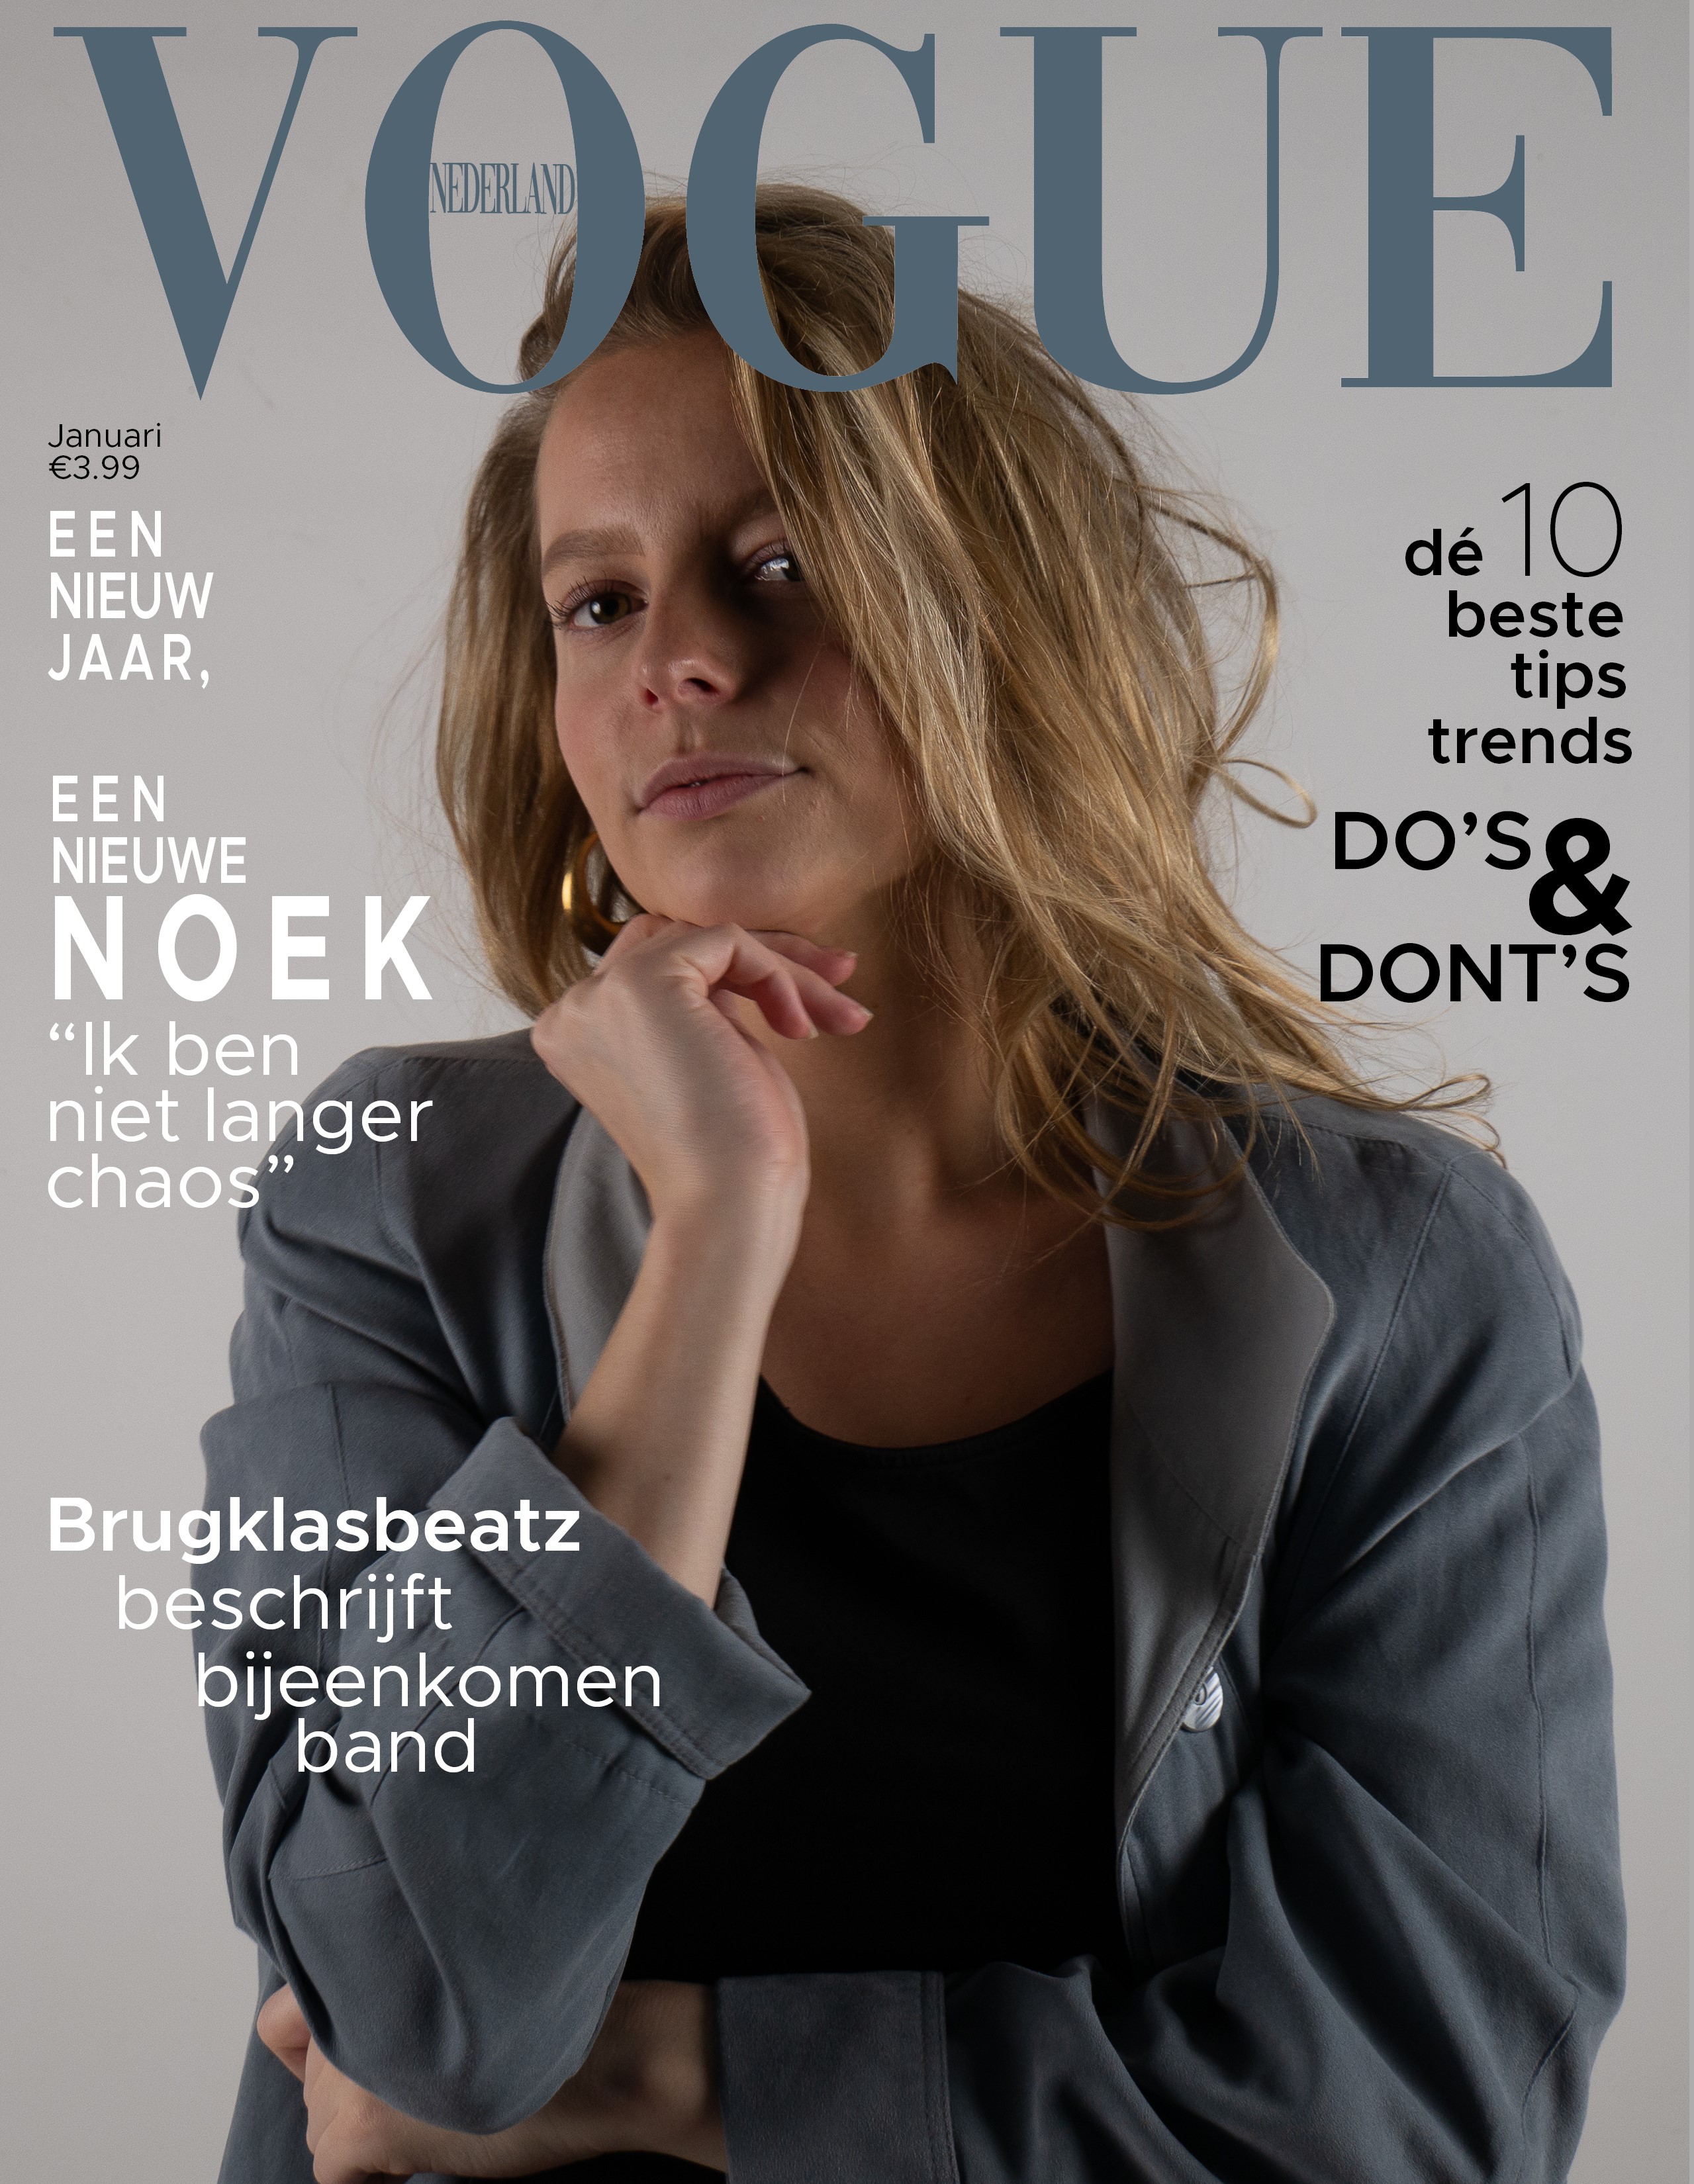 VOGUE
NEDERLAND
Januari
€3.99
EEN
NIEUW
JAAR,
EEN
NIEUWE
NOEK
“Ik ben
niet langer
chaos”
Brugklasbeatz
beschrijft
bijeenkomen
band
dé 10
beste
tips
trends
DO’S
&
DONT’S